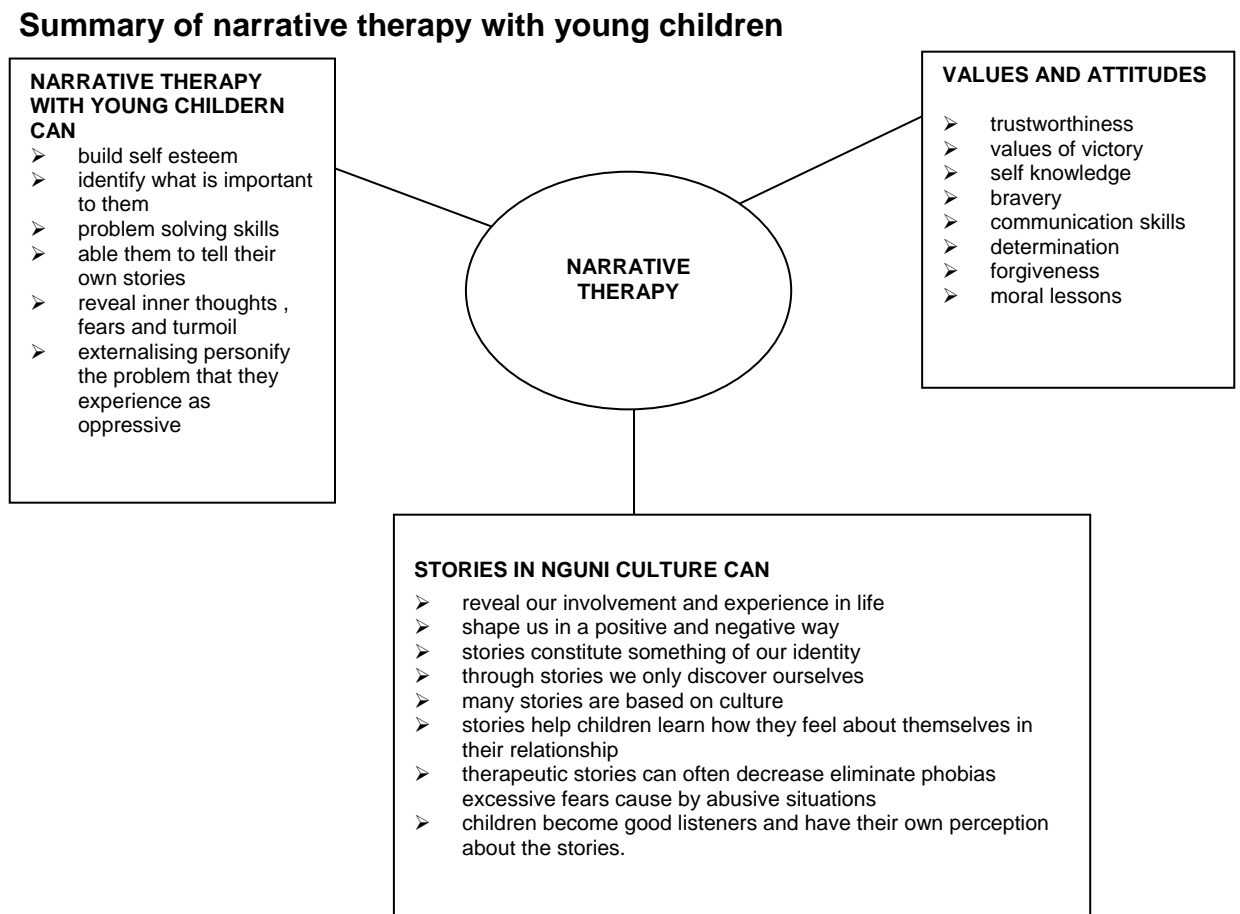 Summary of narrative therapy with young children
NARRATIVE THERAPY
WITH YOUNG CHILDERN
CAN
➢ build self esteem
➢ identify what is important
to them
➢ problem solving skills
➢ able them to tell their
own stories
➢ reveal inner thoughts ,
fears and turmoil
➢ externalising personify
the problem that they
experience as
oppressive
NARRATIVE
THERAPY
VALUES AND ATTITUDES
➢ trustworthiness
➢ values of victory
➢ self knowledge
➢ bravery
➢ communication skills
➢ determination
➢ forgiveness
➢ moral lessons
STORIES IN NGUNI CULTURE CAN
➢ reveal our involvement and experience in life
➢ shape us in a positive and negative way
➢ stories constitute something of our identity
➢ through stories we only discover ourselves
➢ many stories are based on culture
➢ stories help children learn how they feel about themselves in
their relationship
➢ therapeutic stories can often decrease eliminate phobias
excessive fears cause by abusive situations
➢ children become good listeners and have their own perception
about the stories.